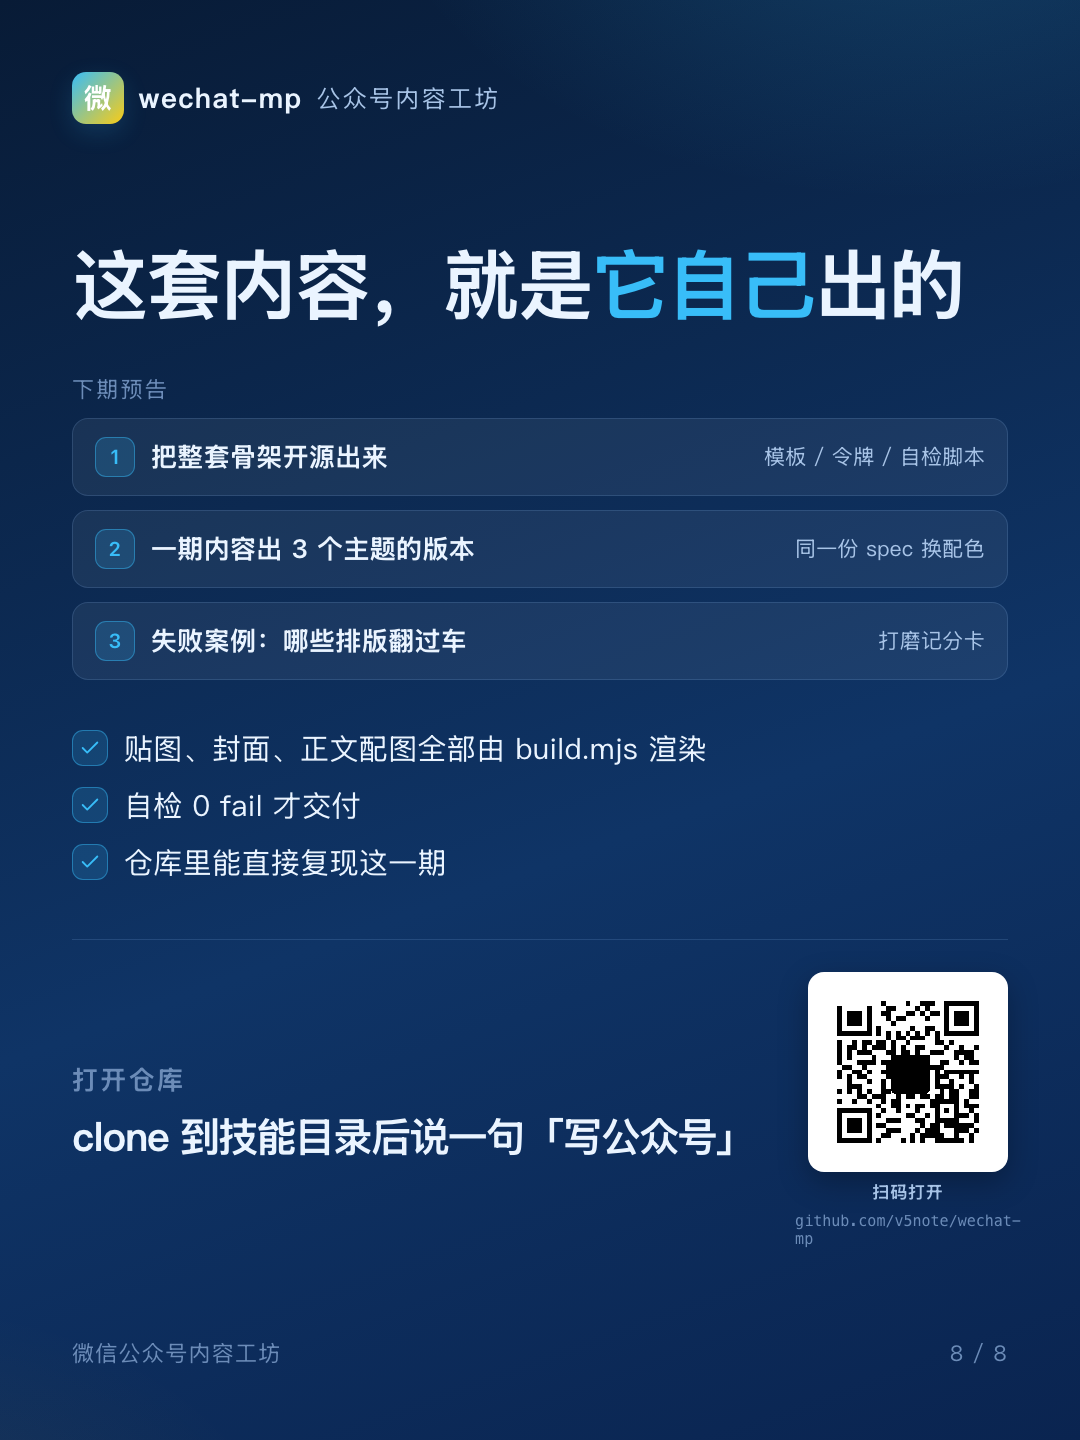 微 wechat-mp 公众号内容工坊
这套内容，就是它自己出的
下期预告
1 把整套骨架开源出来 模板 / 令牌 / 自检脚本
2 一期内容出 3 个主题的版本 同一份 spec 换配色
3 失败案例：哪些排版翻过车 打磨记分卡
贴图、封面、正文配图全部由 build.mjs 渲染
自检 0 fail 才交付
仓库里能直接复现这一期
打开仓库
clone 到技能目录后说一句「写公众号」
扫码打开
github.com/v5note/wechat-
mp
微信公众号内容工坊 8 / 8